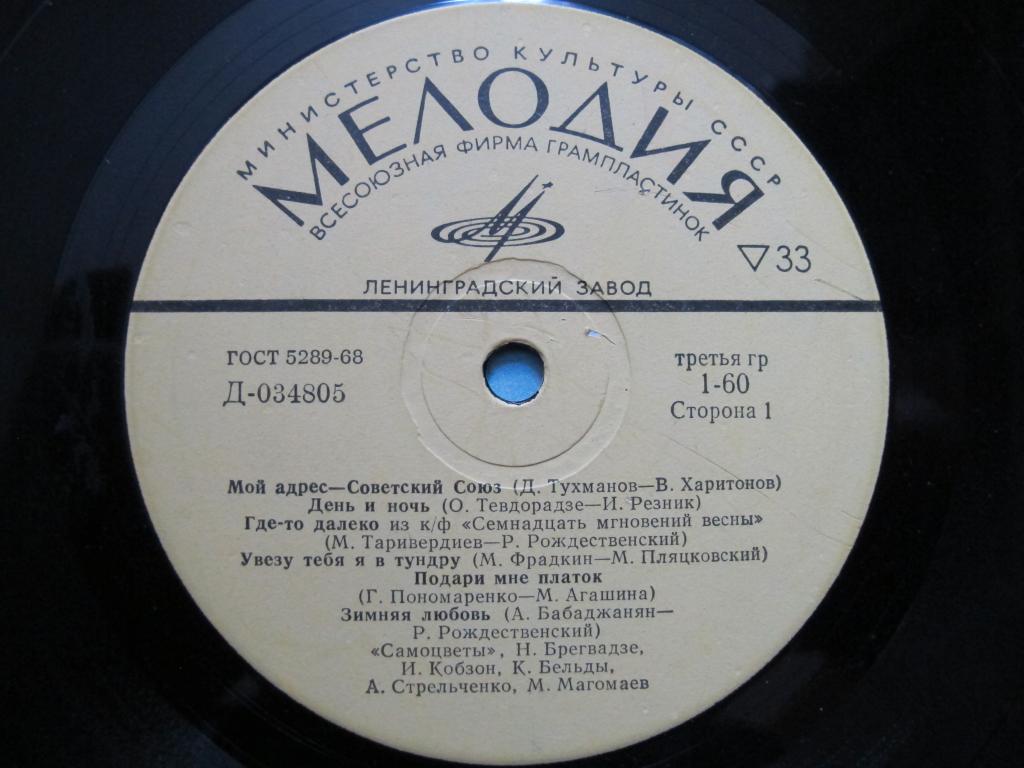 МИНИСТЕРСТВО КУЛЬТУРЫ СССР
МЕЛОДИЯ
ВСЕСОЮЗНАЯ ФИРМА ГРАМПЛАСТИНОК
▽33
ЛЕНИНГРАДСКИЙ ЗАВОД
ГОСТ 5289-68
Д-034805
третья гр
1-60
Сторона 1
Мой адрес—Советский Союз (Д. Тухманов—В. Харитонов)
День и ночь (О. Тевдорадзе—И. Резник)
Где-то далеко из к/ф «Семнадцать мгновений весны»
(М. Таривердиев—Р. Рождественский)
Увезу тебя я в тундру (М. Фрадкин—М. Пляцковский)
Подари мне платок
(Г. Пономаренко—М. Агашина)
Зимняя любовь (А. Бабаджанян—
Р. Рождественский)
«Самоцветы», Н. Брегвадзе,
И. Кобзон, К. Бельды,
А. Стрельченко, М. Магомаев